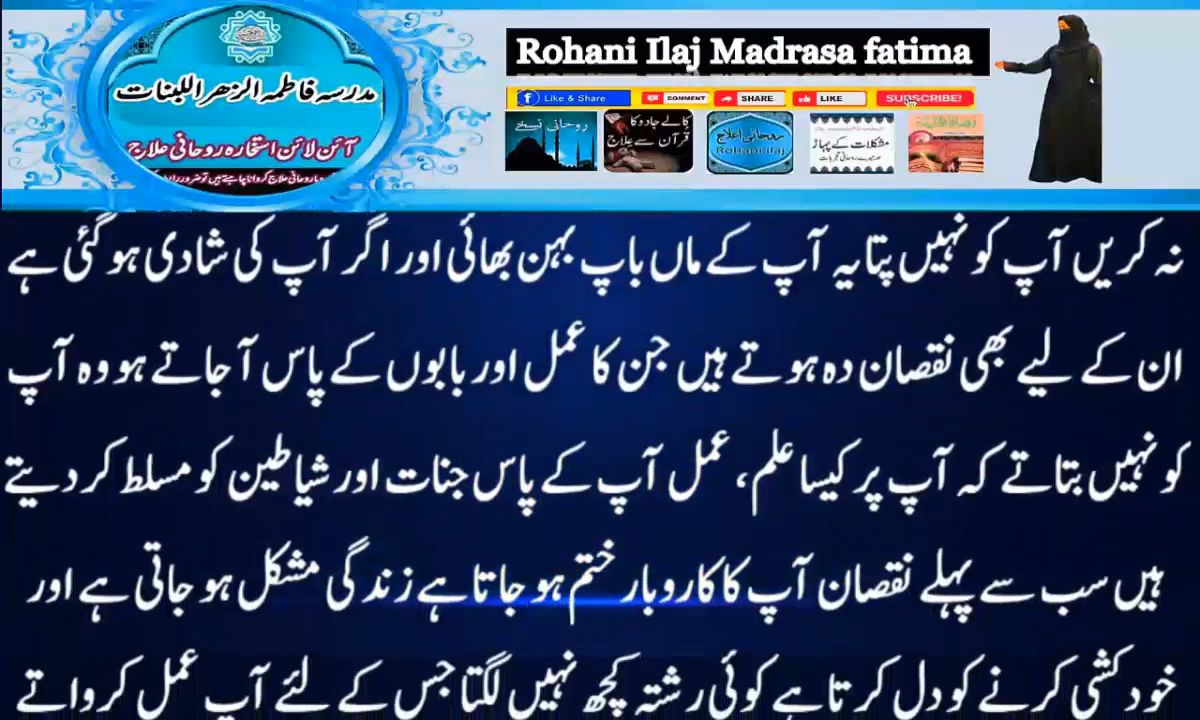 مدرسہ فاطمہ الزھرا للبنات
آئن لائن استخارہ روحانی علاج
Rohani Ilaj Madrasa fatima
Like & Share
COMMENT
SHARE
LIKE
SUBSCRIBE!
روحانی نسخے
کالے جادو کا
قرآن سے علاج
روحانی اعلاج
Rohani ilaj
مشکلات کے پہاڑ
نہ کریں آپ کو نہیں پتا یہ آپ کے ماں باپ بہن بھائی اور اگر آپ کی شادی ہو گئی ہے
ان کے لیے بھی نقصان دہ ہوتے ہیں جن کا عمل اور بابوں کے پاس آ جاتے ہو وہ آپ
کو نہیں بتاتے کہ آپ پر کیسا علم، عمل آپ کے پاس جنات اور شیاطین کو مسلط کر دیتے
ہیں سب سے پہلے نقصان آپ کا کاروبار ختم ہو جاتا ہے زندگی مشکل ہو جاتی ہے اور
خودکشی کرنے کو دل کرتا ہے کوئی رشتہ کچھ نہیں لگتا جس کے لئے آپ عمل کرواتے